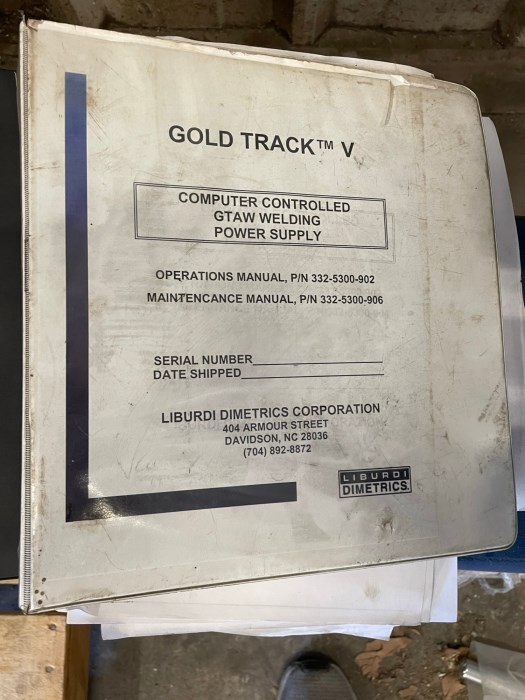 GOLD TRACK™ V
COMPUTER CONTROLLED
GTAW WELDING
POWER SUPPLY
OPERATIONS MANUAL, P/N 332-5300-902
MAINTENCANCE MANUAL, P/N 332-5300-906
SERIAL NUMBER
DATE SHIPPED
LIBURDI DIMETRICS CORPORATION
404 ARMOUR STREET
DAVIDSON, NC 28036
(704) 892-8872
LIBURDI
DIMETRICS